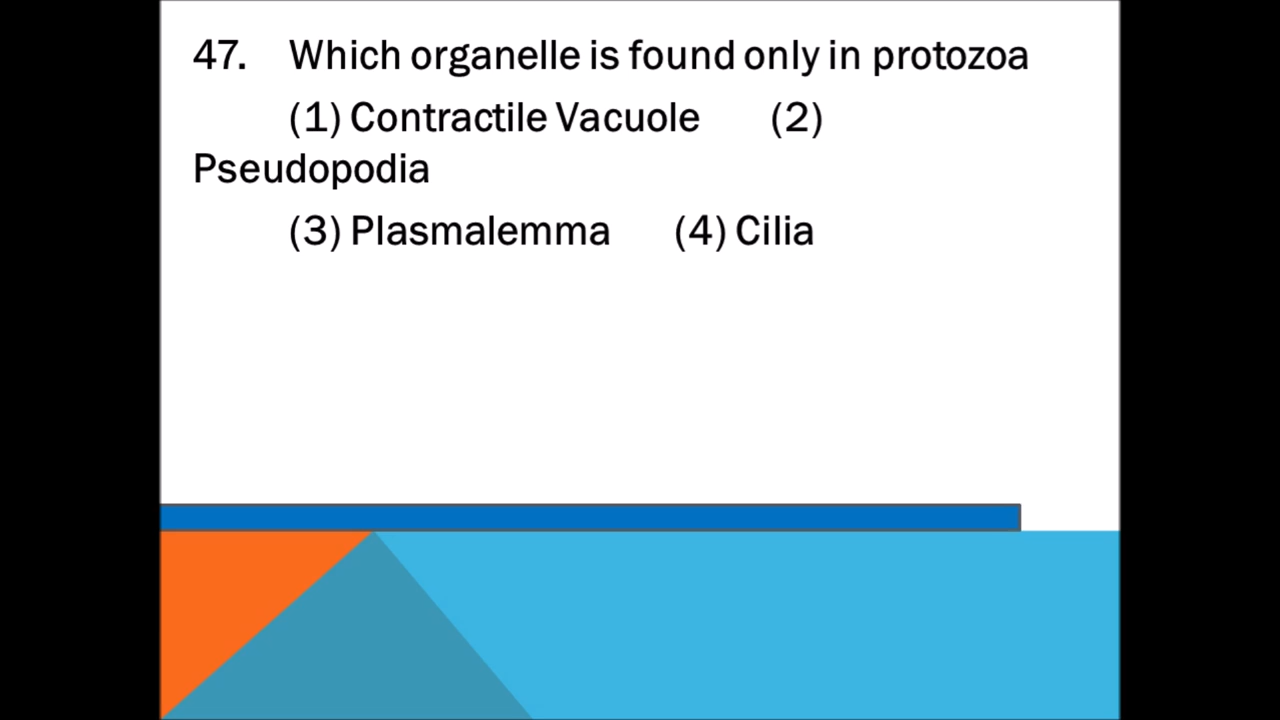 47. Which organelle is found only in protozoa
(1) Contractile Vacuole (2)
Pseudopodia
(3) Plasmalemma (4) Cilia